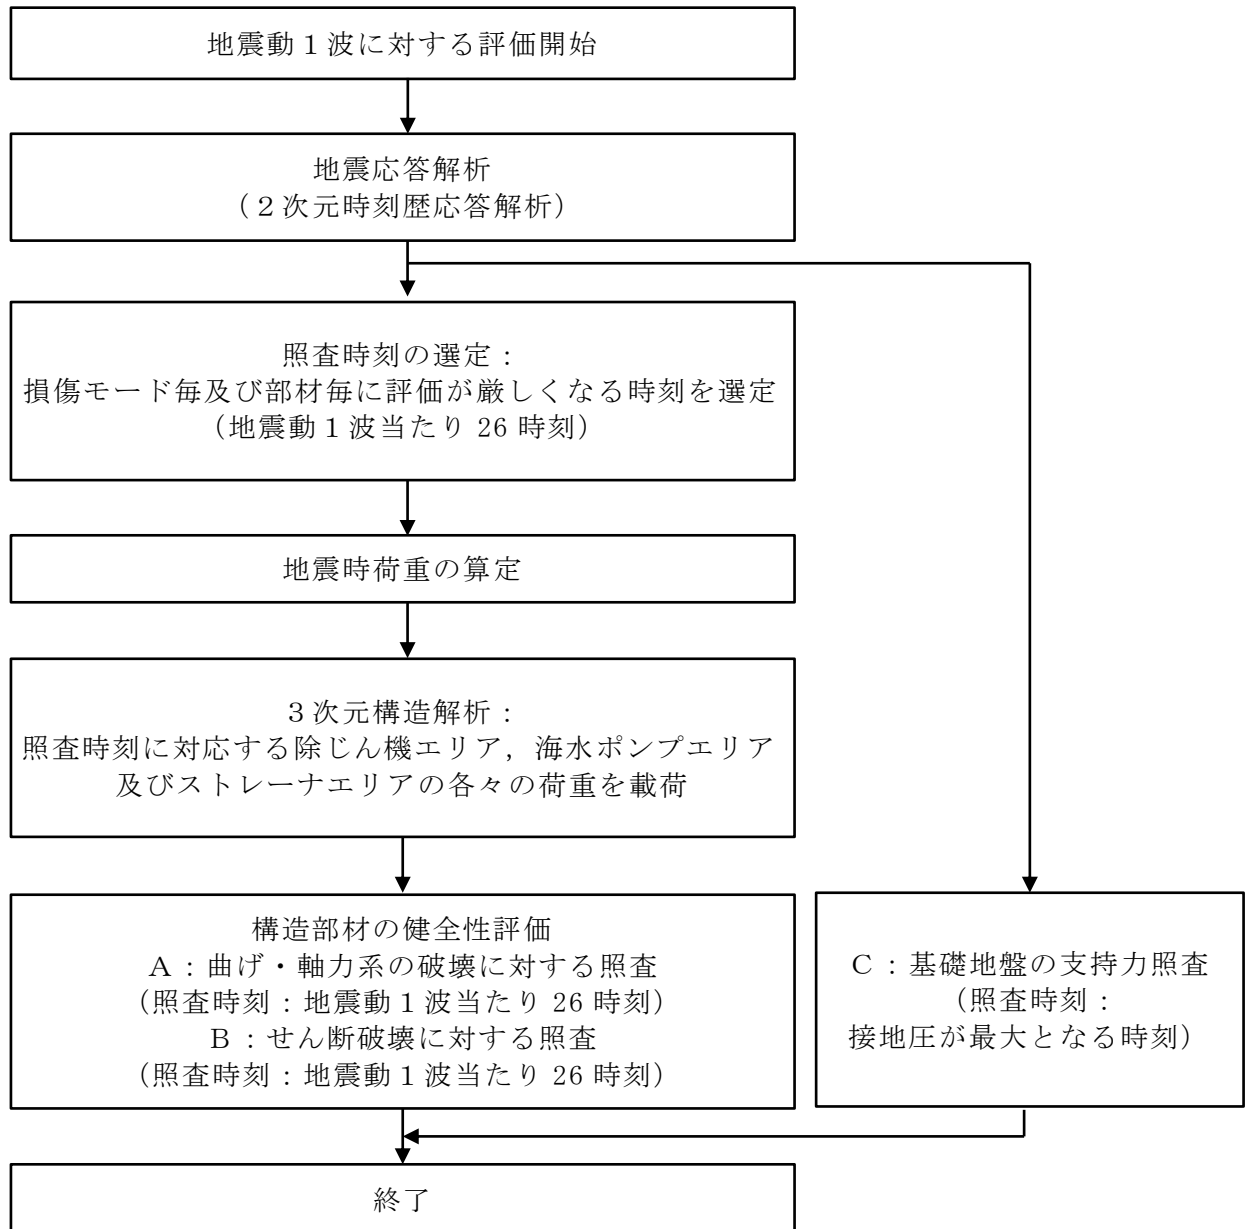 地震動１波に対する評価開始
地震応答解析
（２次元時刻歴応答解析）
照査時刻の選定：
損傷モード毎及び部材毎に評価が厳しくなる時刻を選定
（地震動１波当たり 26 時刻）
地震時荷重の算定
３次元構造解析：
照査時刻に対応する除じん機エリア，海水ポンプエリア
及びストレーナエリアの各々の荷重を載荷
構造部材の健全性評価
Ａ：曲げ・軸力系の破壊に対する照査
（照査時刻：地震動１波当たり 26 時刻）
Ｂ：せん断破壊に対する照査
（照査時刻：地震動１波当たり 26 時刻）
Ｃ：基礎地盤の支持力照査
（照査時刻：
接地圧が最大となる時刻）
終了